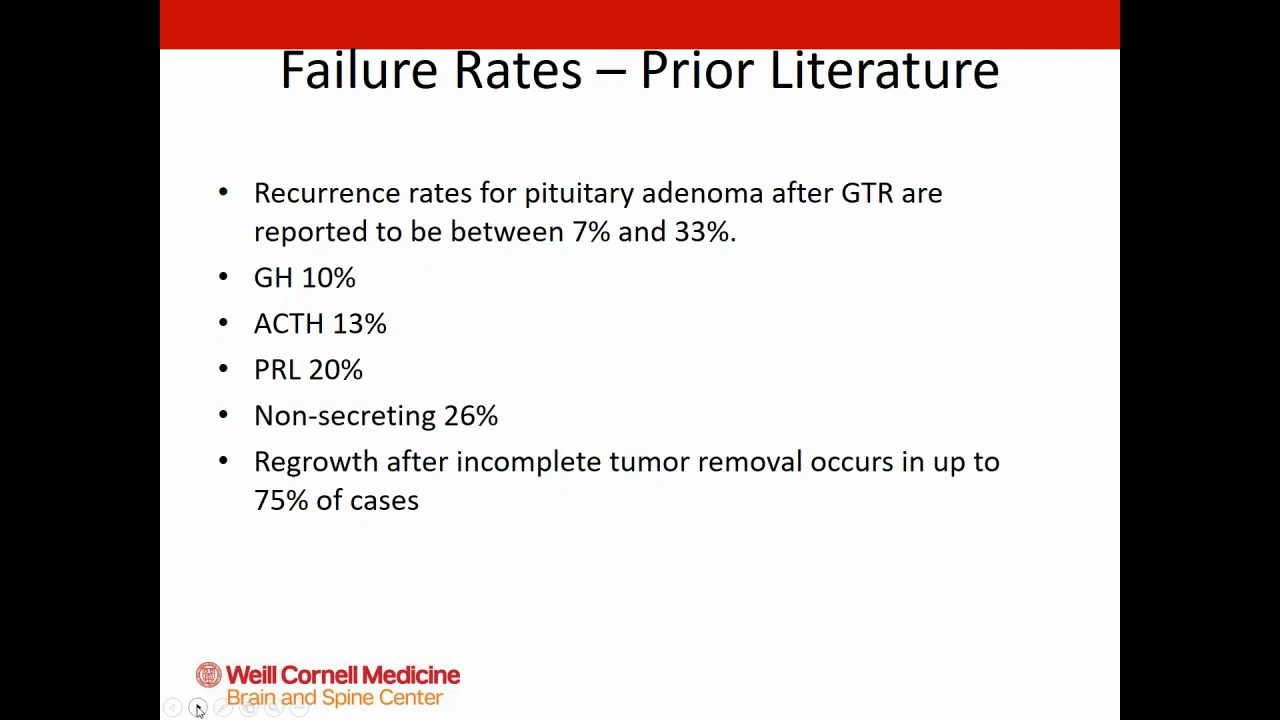 Failure Rates – Prior Literature
• Recurrence rates for pituitary adenoma after GTR are
reported to be between 7% and 33%.
• GH 10%
• ACTH 13%
• PRL 20%
• Non-secreting 26%
• Regrowth after incomplete tumor removal occurs in up to
75% of cases
Weill Cornell Medicine
Brain and Spine Center